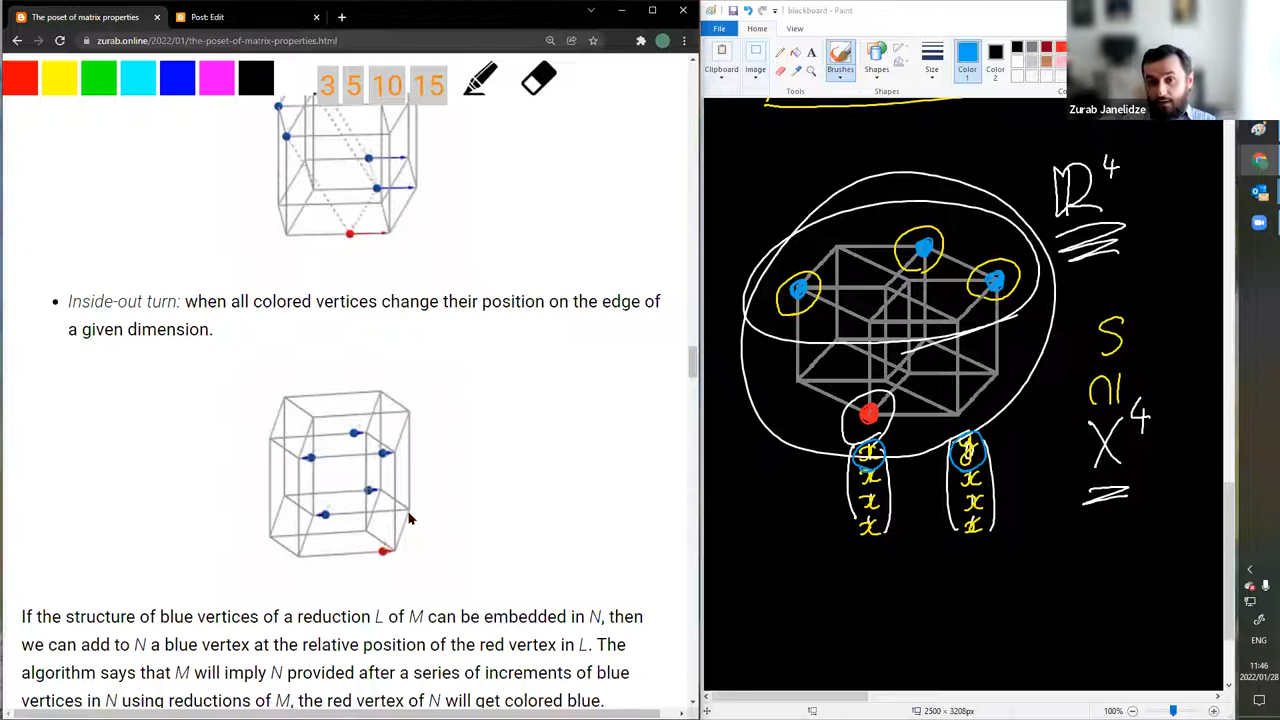 The poset of matrix properties
Post: Edit
zurab.online/2022/01/the-poset-of-matrix-properties.html
3 5 10 15
• Inside-out turn: when all colored vertices change their position on the edge of
a given dimension.
If the structure of blue vertices of a reduction L of M can be embedded in N, then
we can add to N a blue vertex at the relative position of the red vertex in L. The
algorithm says that M will imply N provided after a series of increments of blue
vertices in N using reductions of M, the red vertex of N will get colored blue.
blackboard - Paint
File Home View
Clipboard
Image
Brushes
Shapes
Size
Color 1
Color 2
Tools
Shapes
Colors
Zurab Janelidze
ℝ⁴
S
X⁴
x y
x x
x x
x x
2500 × 3208px
100%
ENG
11:46
2022/01/28